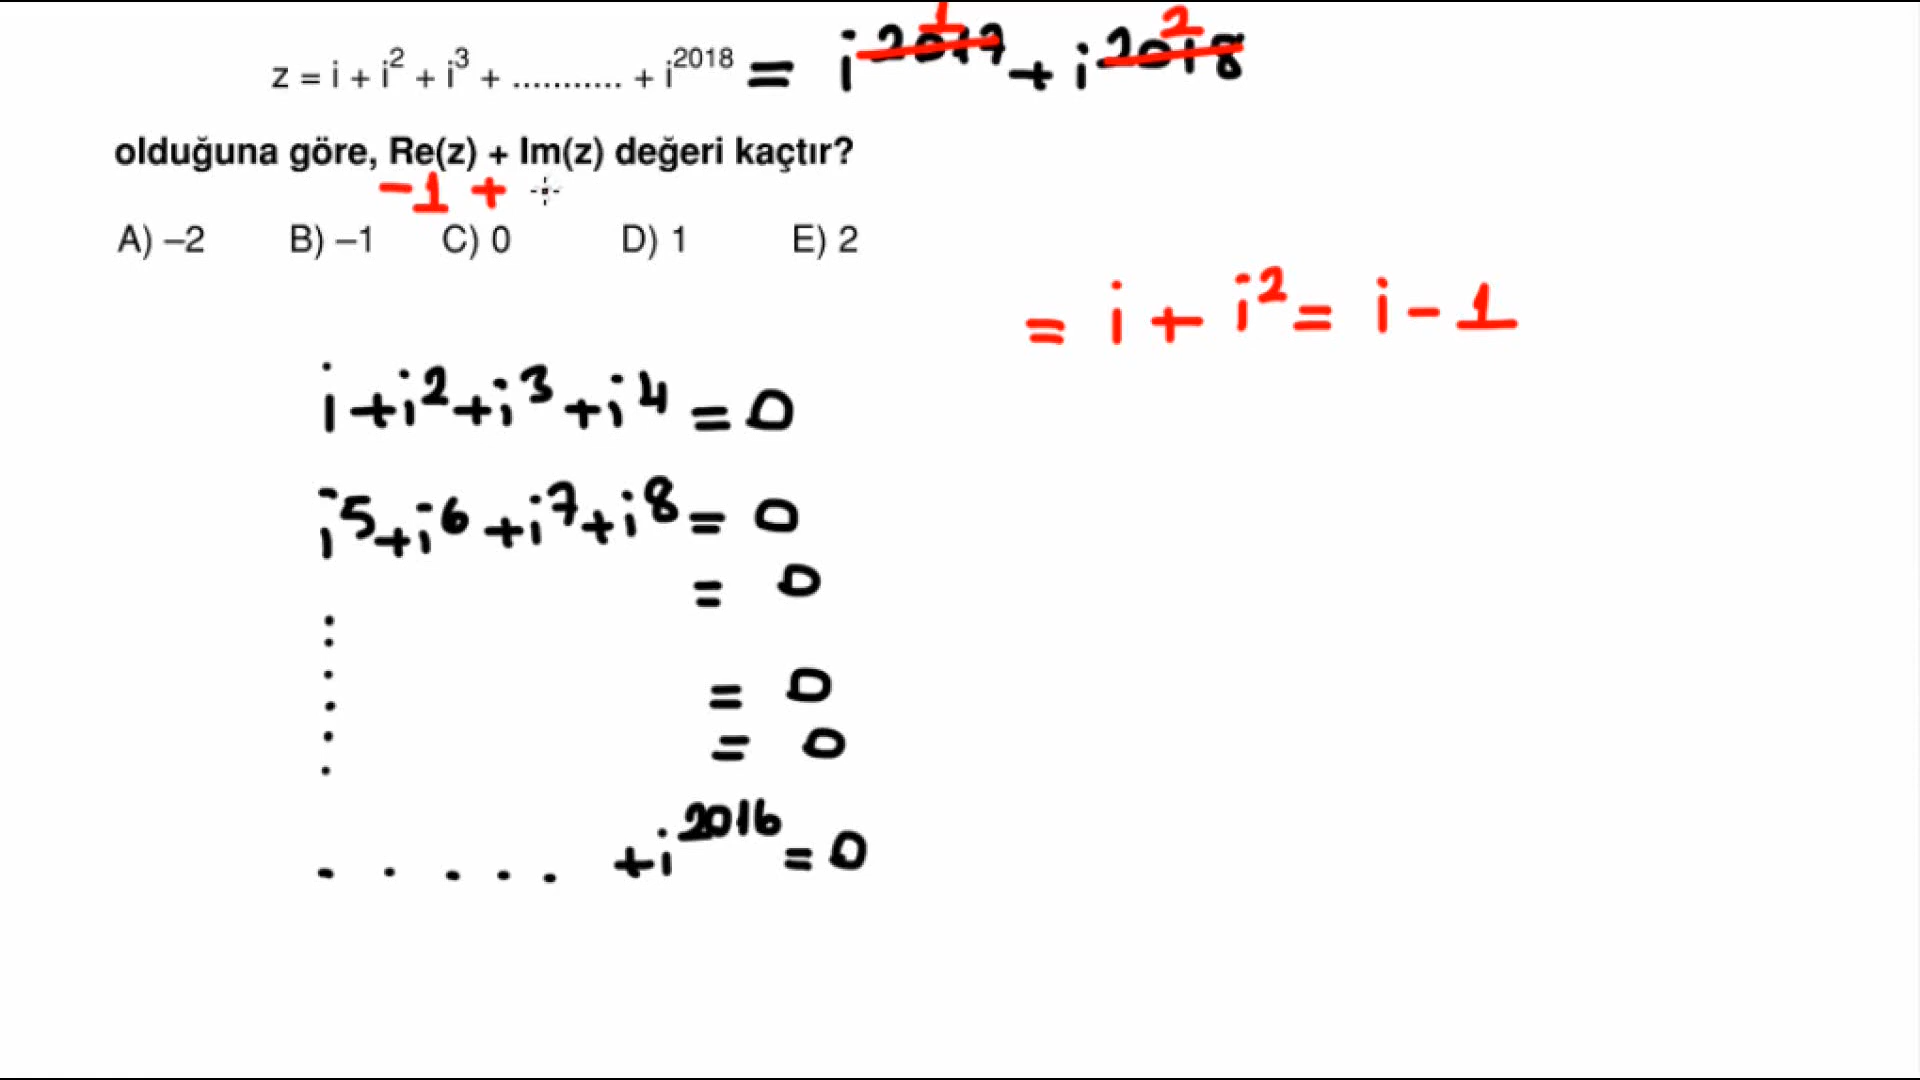 z = i + i² + i³ + ........... + i²⁰¹⁸ = i²⁰¹⁷ ¹ + i²⁰¹⁸ ²
olduğuna göre, Re(z) + Im(z) değeri kaçtır?
-1 +
A) –2 B) –1 C) 0 D) 1 E) 2
= i + i² = i - 1
i + i² + i³ + i⁴ = 0
i⁵ + i⁶ + i⁷ + i⁸ = 0
= 0
= 0
= 0
. . . . . + i²⁰¹⁶ = 0